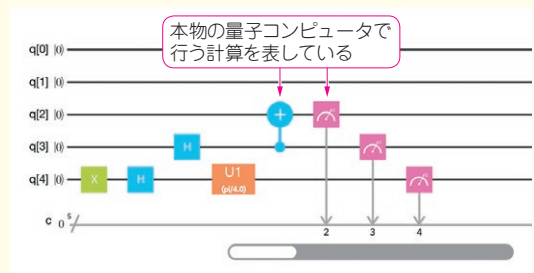 本物の量子コンピュータで
行う計算を表している
q[0] |0⟩
q[1] |0⟩
q[2] |0⟩ +
q[3] |0⟩ H
q[4] |0⟩ X H U1
(pi/4.0)
c 0 5
2 3 4